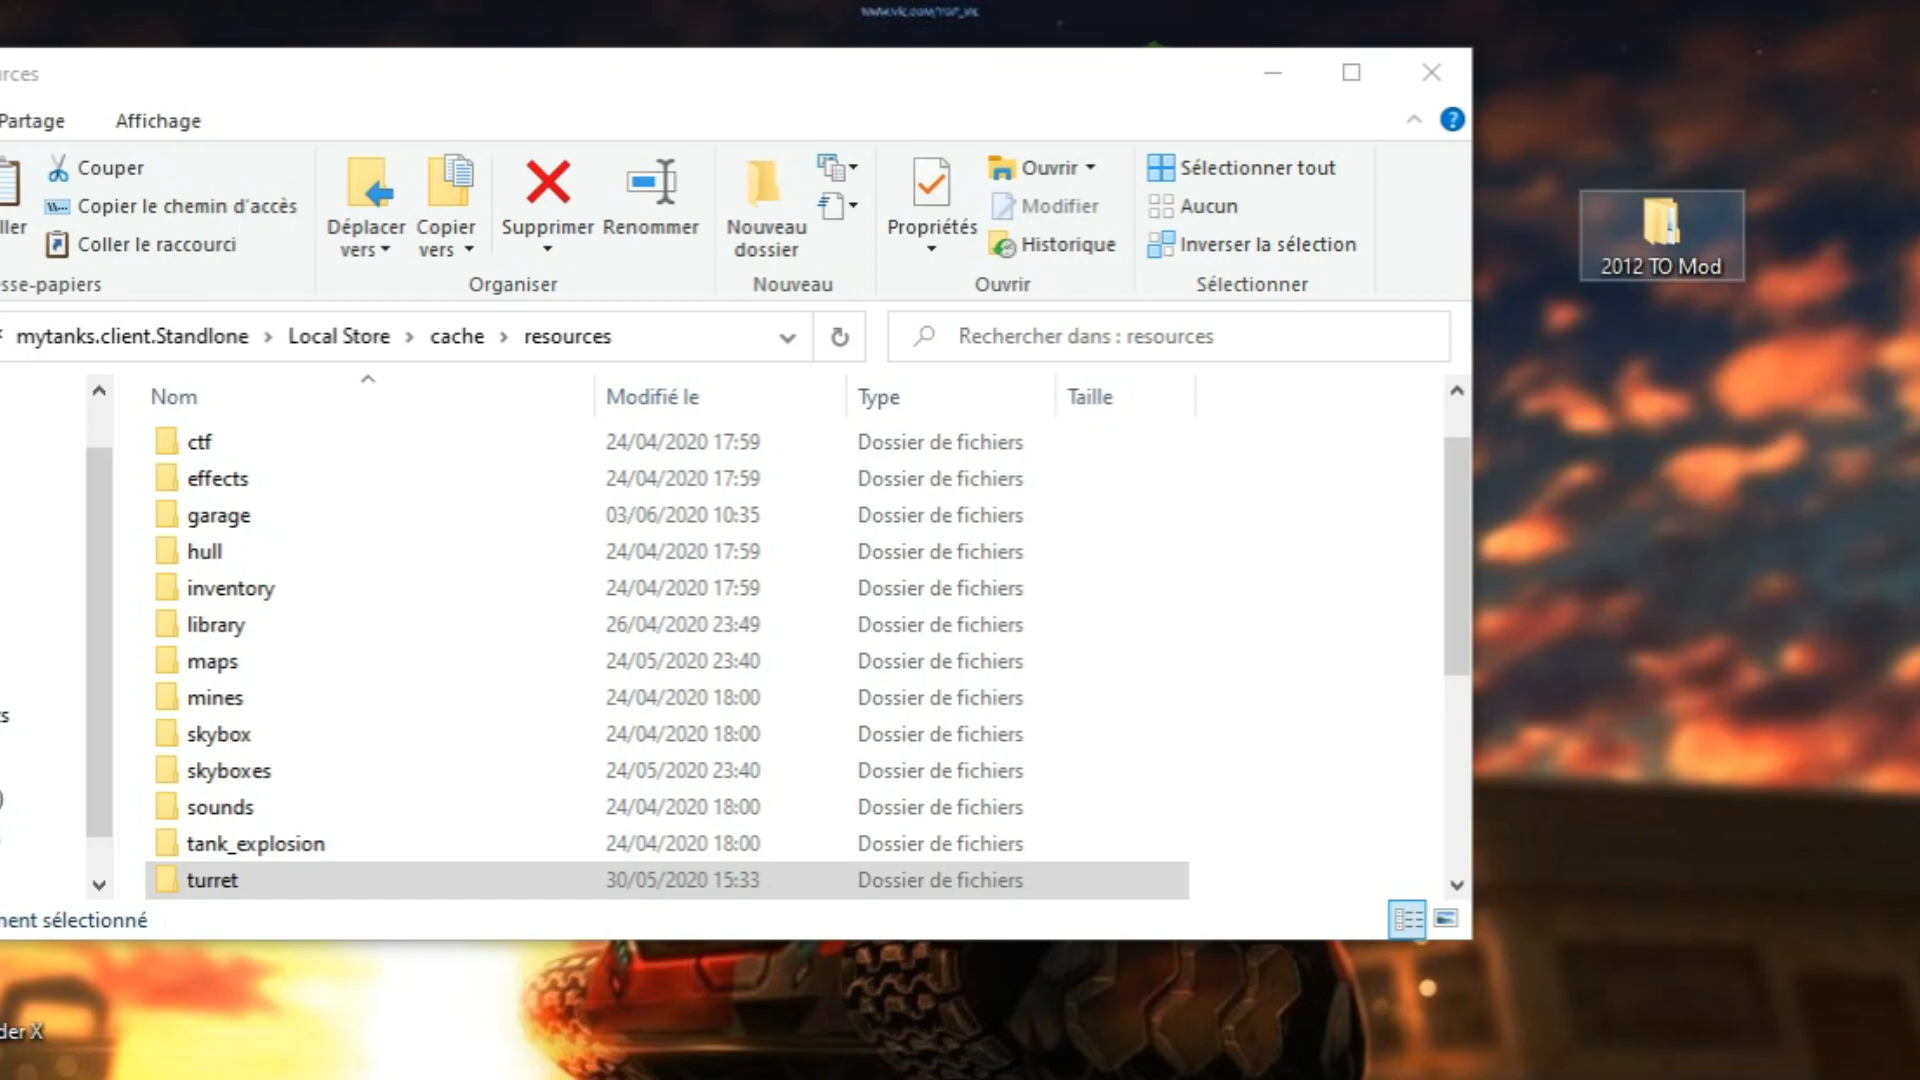 rces
Partage Affichage
Couper
Copier le chemin d'accès
ller
Coller le raccourci
sse-papiers
Déplacer vers
Copier vers
Supprimer
Renommer
Organiser
Nouveau dossier
Nouveau
Propriétés
Ouvrir
Modifier
Historique
Ouvrir
Sélectionner tout
Aucun
Inverser la sélection
Sélectionner
2012 TO Mod
mytanks.client.Standlone > Local Store > cache > resources
Rechercher dans : resources
Nom Modifié le Type Taille
ctf 24/04/2020 17:59 Dossier de fichiers
effects 24/04/2020 17:59 Dossier de fichiers
garage 03/06/2020 10:35 Dossier de fichiers
hull 24/04/2020 17:59 Dossier de fichiers
inventory 24/04/2020 17:59 Dossier de fichiers
library 26/04/2020 23:49 Dossier de fichiers
maps 24/05/2020 23:40 Dossier de fichiers
mines 24/04/2020 18:00 Dossier de fichiers
skybox 24/04/2020 18:00 Dossier de fichiers
skyboxes 24/05/2020 23:40 Dossier de fichiers
sounds 24/04/2020 18:00 Dossier de fichiers
tank_explosion 24/04/2020 18:00 Dossier de fichiers
turret 30/05/2020 15:33 Dossier de fichiers
ment sélectionné
der X